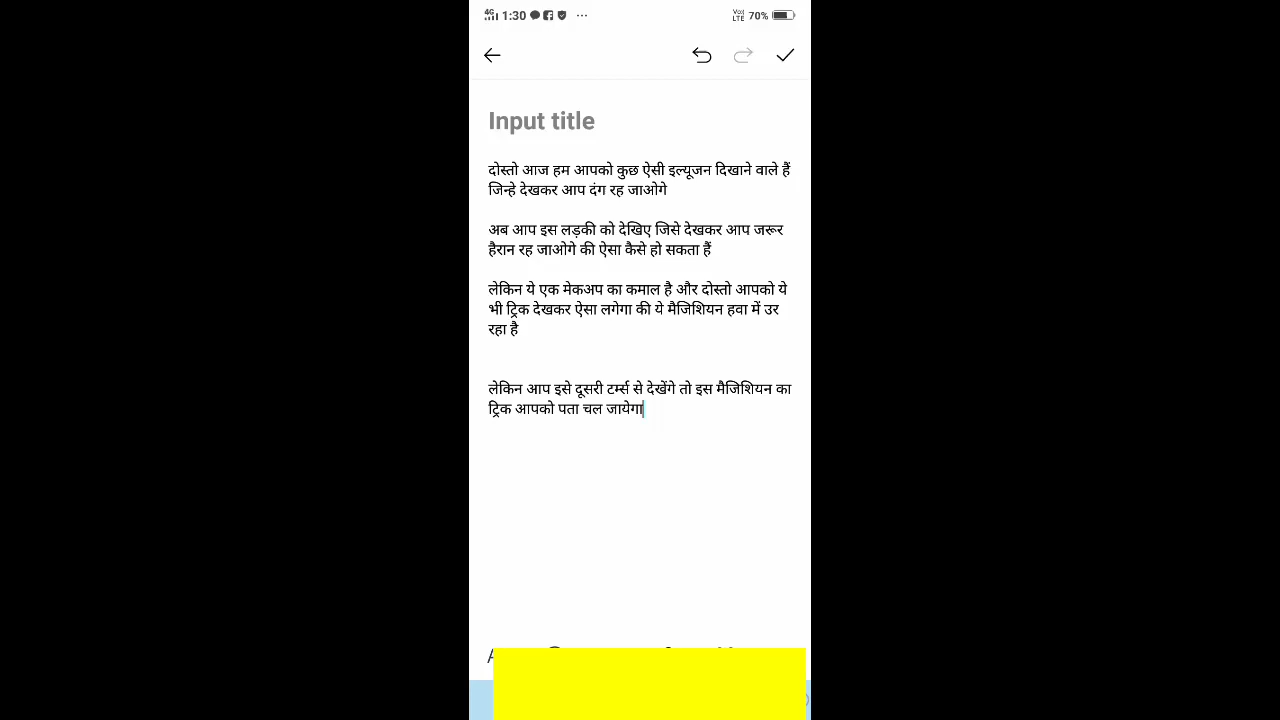 4G 1:30 ... VoLTE 70%
Input title
दोस्तो आज हम आपको कुछ ऐसी इल्यूजन दिखाने वाले हैं
जिन्हे देखकर आप दंग रह जाओगे
अब आप इस लड़की को देखिए जिसे देखकर आप जरूर
हैरान रह जाओगे की ऐसा कैसे हो सकता हैं
लेकिन ये एक मेकअप का कमाल है और दोस्तो आपको ये
भी ट्रिक देखकर ऐसा लगेगा की ये मैजिशियन हवा में उर
रहा है
लेकिन आप इसे दूसरी टर्म्स से देखेंगे तो इस मैजिशियन का
ट्रिक आपको पता चल जायेगा